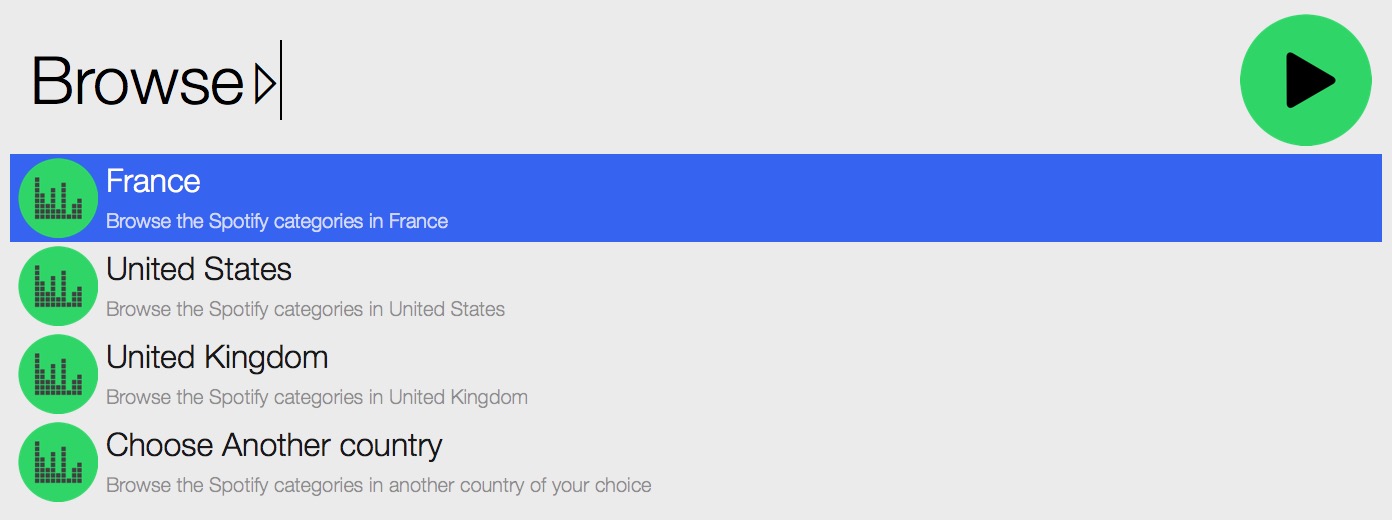 Browse ▷
France
Browse the Spotify categories in France
United States
Browse the Spotify categories in United States
United Kingdom
Browse the Spotify categories in United Kingdom
Choose Another country
Browse the Spotify categories in another country of your choice